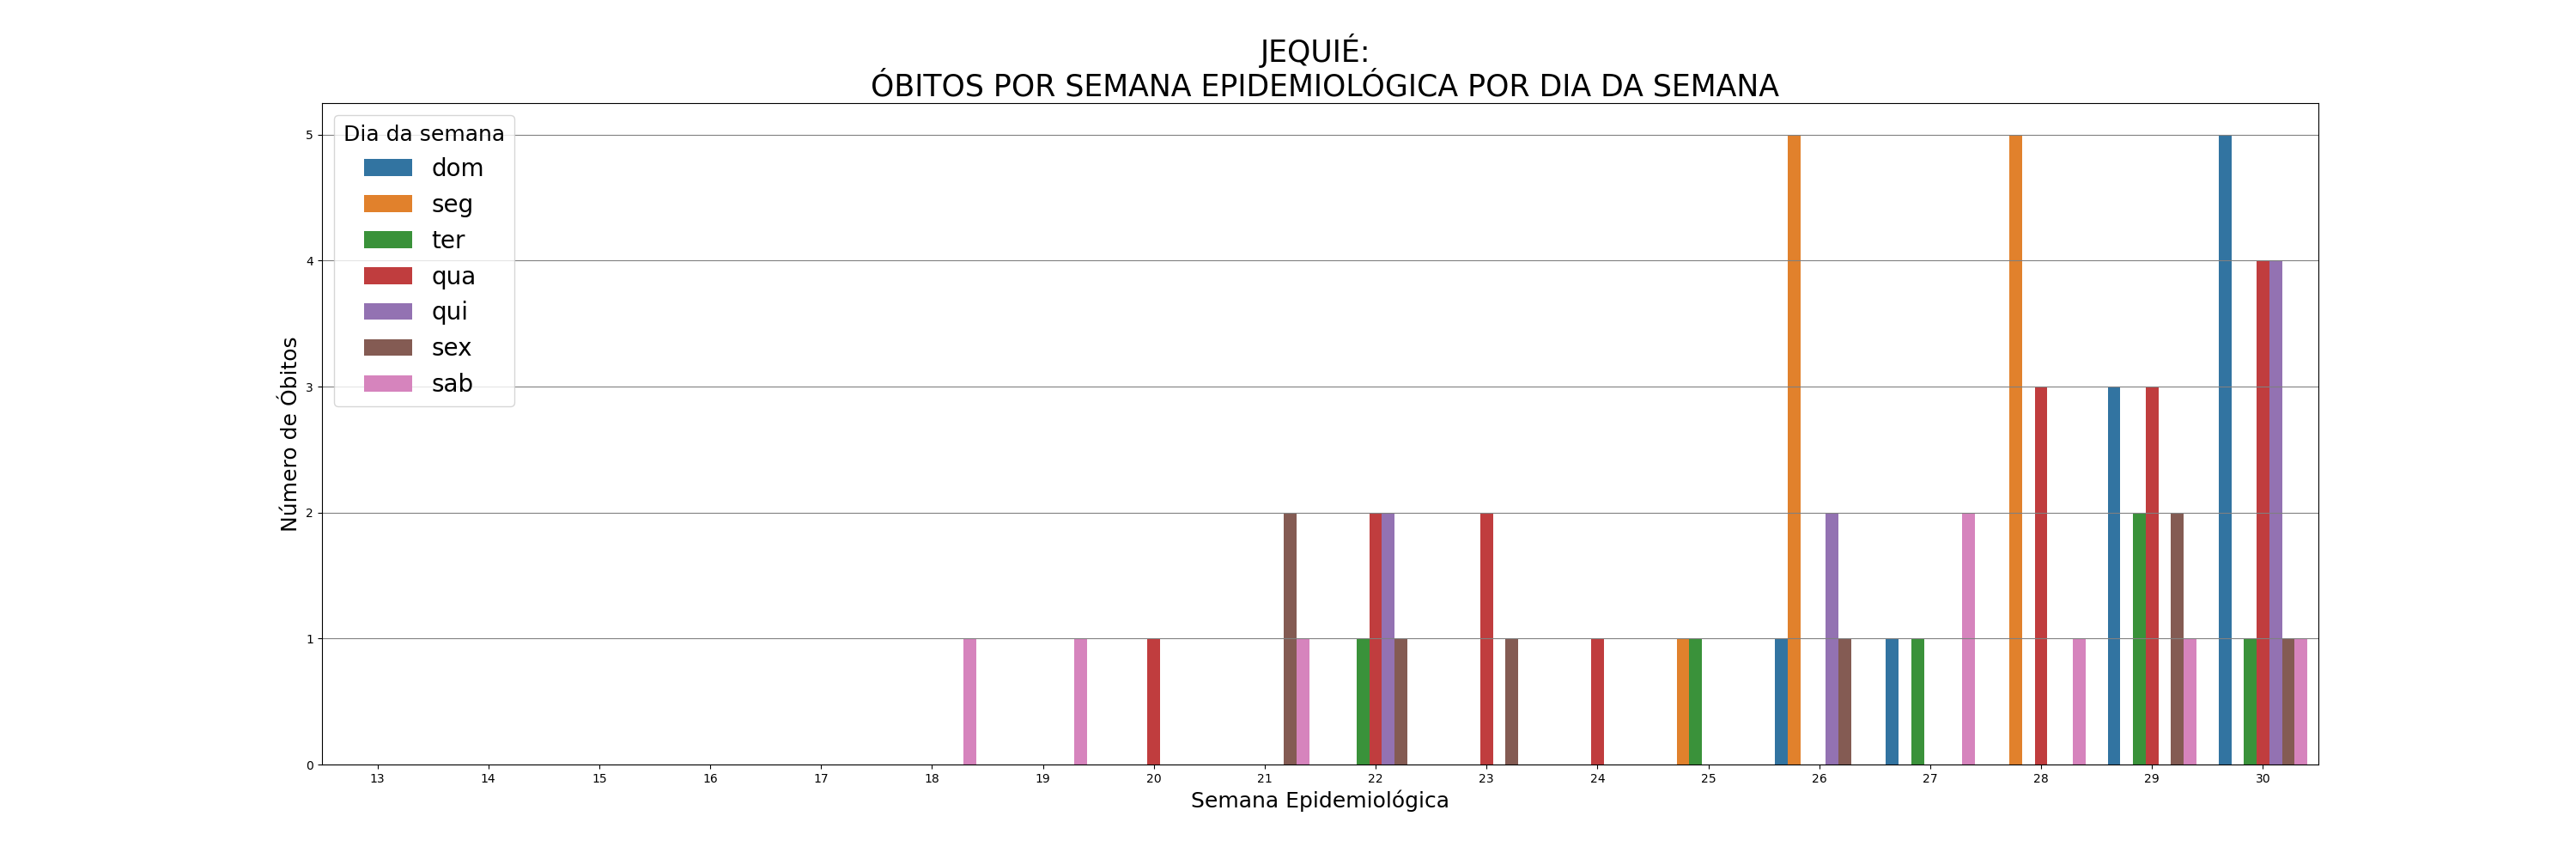 JEQUIÉ:
ÓBITOS POR SEMANA EPIDEMIOLÓGICA POR DIA DA SEMANA
Dia da semana
dom
seg
ter
qua
qui
sex
sab
Número de Óbitos
5
4
3
2
1
0
13 14 15 16 17 18 19 20 21 22 23 24 25 26 27 28 29 30
Semana Epidemiológica